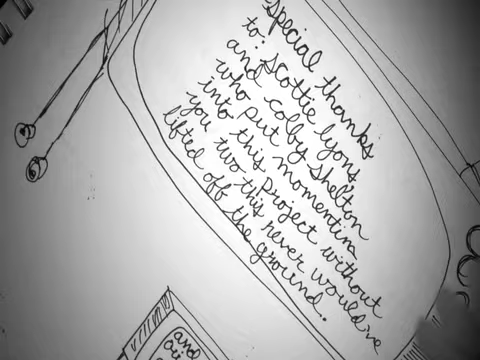 special thanks
to: scottie lyons,
and colby shelton
who put momentum
into this project without
you two this never would've
lifted off the ground.
and